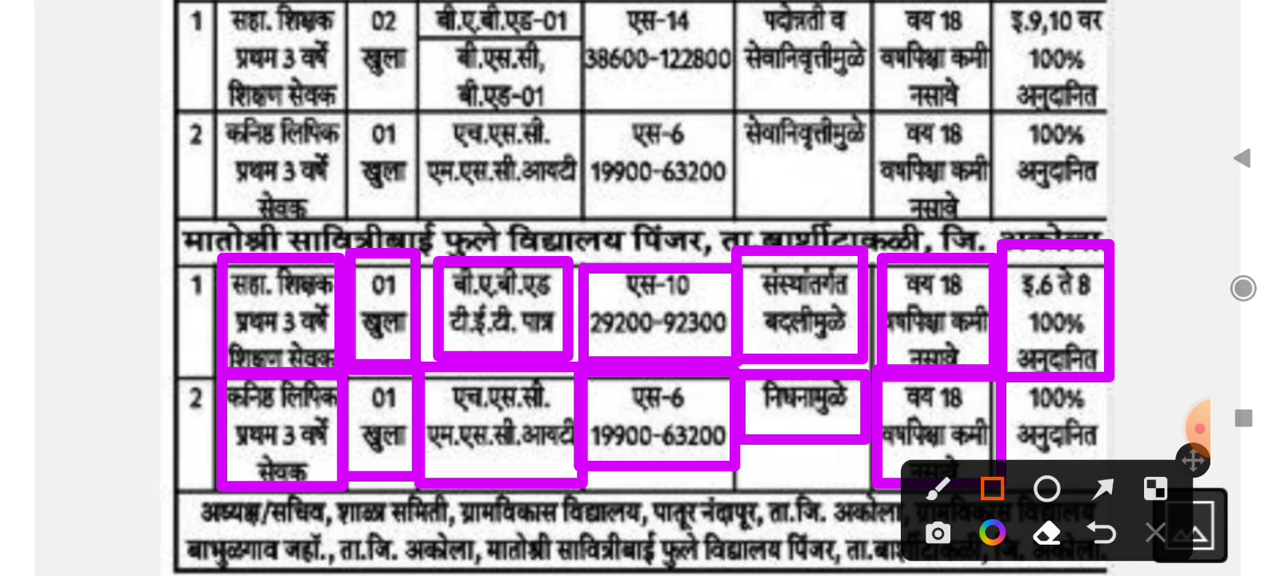 1 सहा. शिक्षक 02 बी.ए.बी.एड-01 एस-14 पदोन्नती व वय 18 इ.9,10 वर
प्रथम 3 वर्षे खुला बी.एस.सी, 38600-122800 सेवानिवृत्तीमुळे वर्षापेक्षा कमी 100%
शिक्षण सेवक बी.एड-01 नसावे अनुदानित
2 कनिष्ठ लिपिक 01 एच.एस.सी. एस-6 सेवानिवृत्तीमुळे वय 18 100%
प्रथम 3 वर्षे खुला एम.एस.सी.आयटी 19900-63200 वर्षापेक्षा कमी अनुदानित
सेवक नसावे
मातोश्री सावित्रीबाई फुले विद्यालय पिंजर, ता.बार्शीटाकळी, जि. अकोला
1 सहा. शिक्षक 01 बी.ए.बी.एड एस-10 संस्थांतर्गत वय 18 इ.6 ते 8
प्रथम 3 वर्षे खुला टी.ई.टी. पात्र 29200-92300 बदलीमुळे वर्षापेक्षा कमी 100%
शिक्षण सेवक नसावे अनुदानित
2 कनिष्ठ लिपिक 01 एच.एस.सी. एस-6 निधनामुळे वय 18 100%
प्रथम 3 वर्षे खुला एम.एस.सी.आयटी 19900-63200 वर्षापेक्षा कमी अनुदानित
सेवक नसावे
अध्यक्ष/सचिव, शाळा समिती, ग्रामविकास विद्यालय, पातूर नंदापूर, ता.जि. अकोला, ग्रामविकास विद्यालय
बाभुळगाव जहाँ., ता.जि. अकोला, मातोश्री सावित्रीबाई फुले विद्यालय पिंजर, ता.बार्शीटाकळी, जि. अकोला.